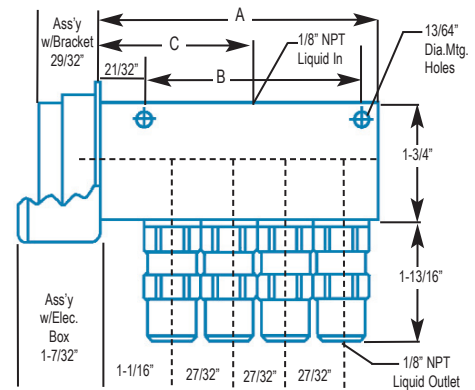 Ass'y
w/Bracket
29/32"
A
C
1/8" NPT
Liquid In
13/64"
Dia.Mtg.
Holes
21/32"
B
1-3/4"
1-13/16"
Ass'y
w/Elec.
Box
1-7/32"
1-1/16"
27/32"
27/32"
27/32"
1/8" NPT
Liquid Outlet